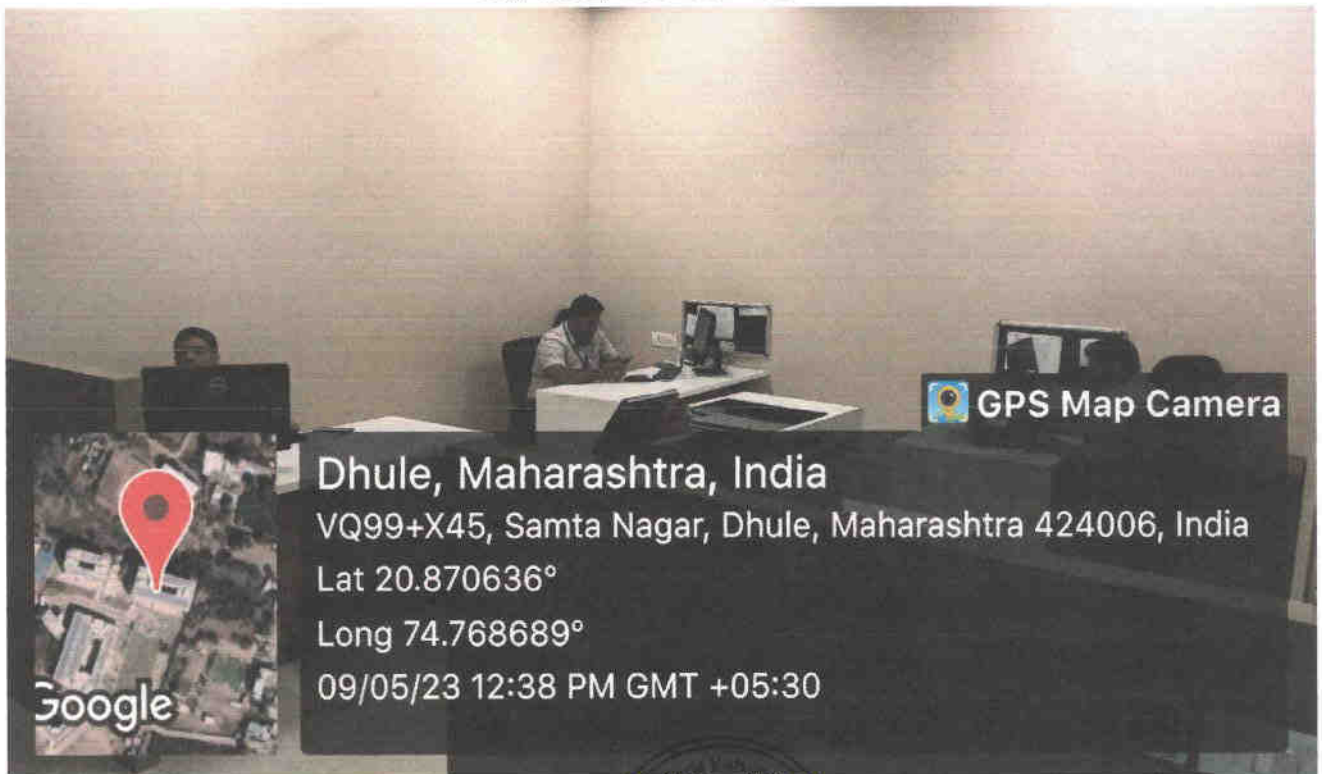 GPS Map Camera
Dhule, Maharashtra, India
VQ99+X45, Samta Nagar, Dhule, Maharashtra 424006, India
Lat 20.870636°
Long 74.768689°
09/05/23 12:38 PM GMT +05:30
Google